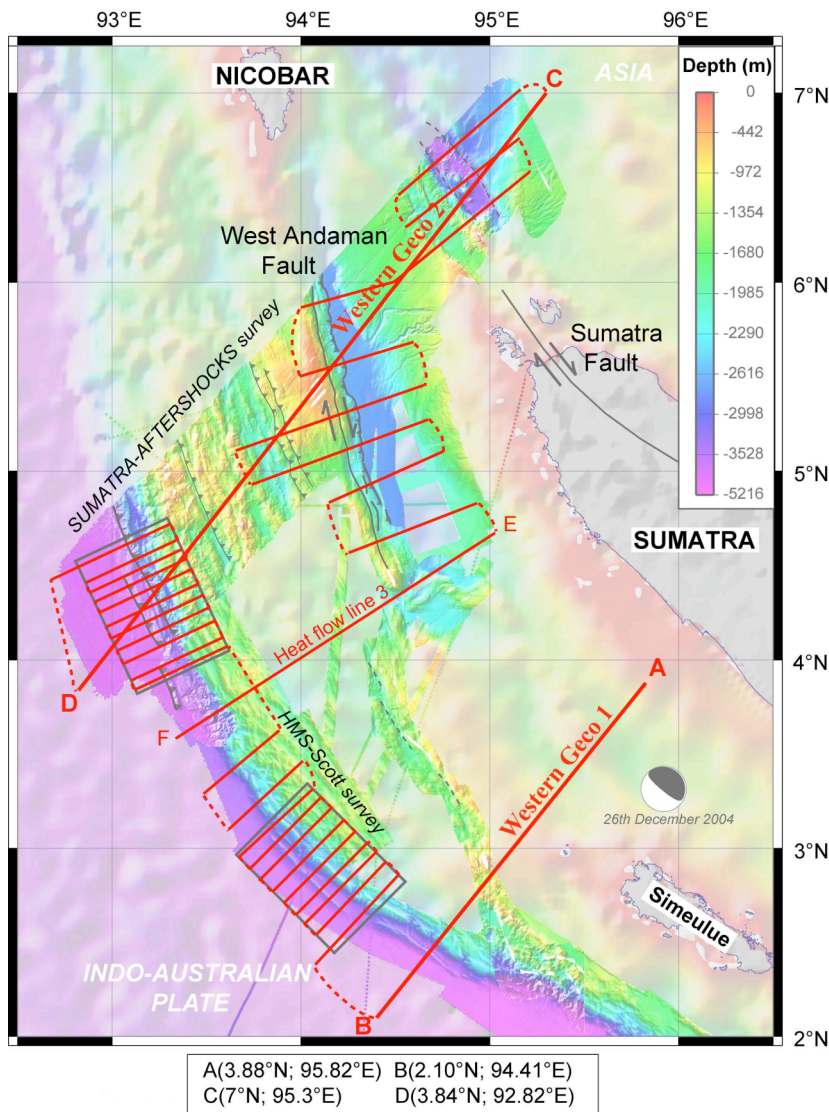 93°E 94°E 95°E 96°E
NICOBAR
ASIA
C
Depth (m)
0
-442
-972
-1354
-1680
-1985
-2290
-2616
-2998
-3528
-5216
7°N
6°N
5°N
4°N
3°N
2°N
West Andaman
Fault
Western Geco 2
SUMATRA-AFTERSHOCKS survey
Sumatra
Fault
SUMATRA
E
Heat flow line 3
D
F
A
HMS-Scott survey
Western Geco 1
26th December 2004
Simeulue
INDO-AUSTRALIAN
PLATE
B
A(3.88°N; 95.82°E) B(2.10°N; 94.41°E)
C(7°N; 95.3°E) D(3.84°N; 92.82°E)